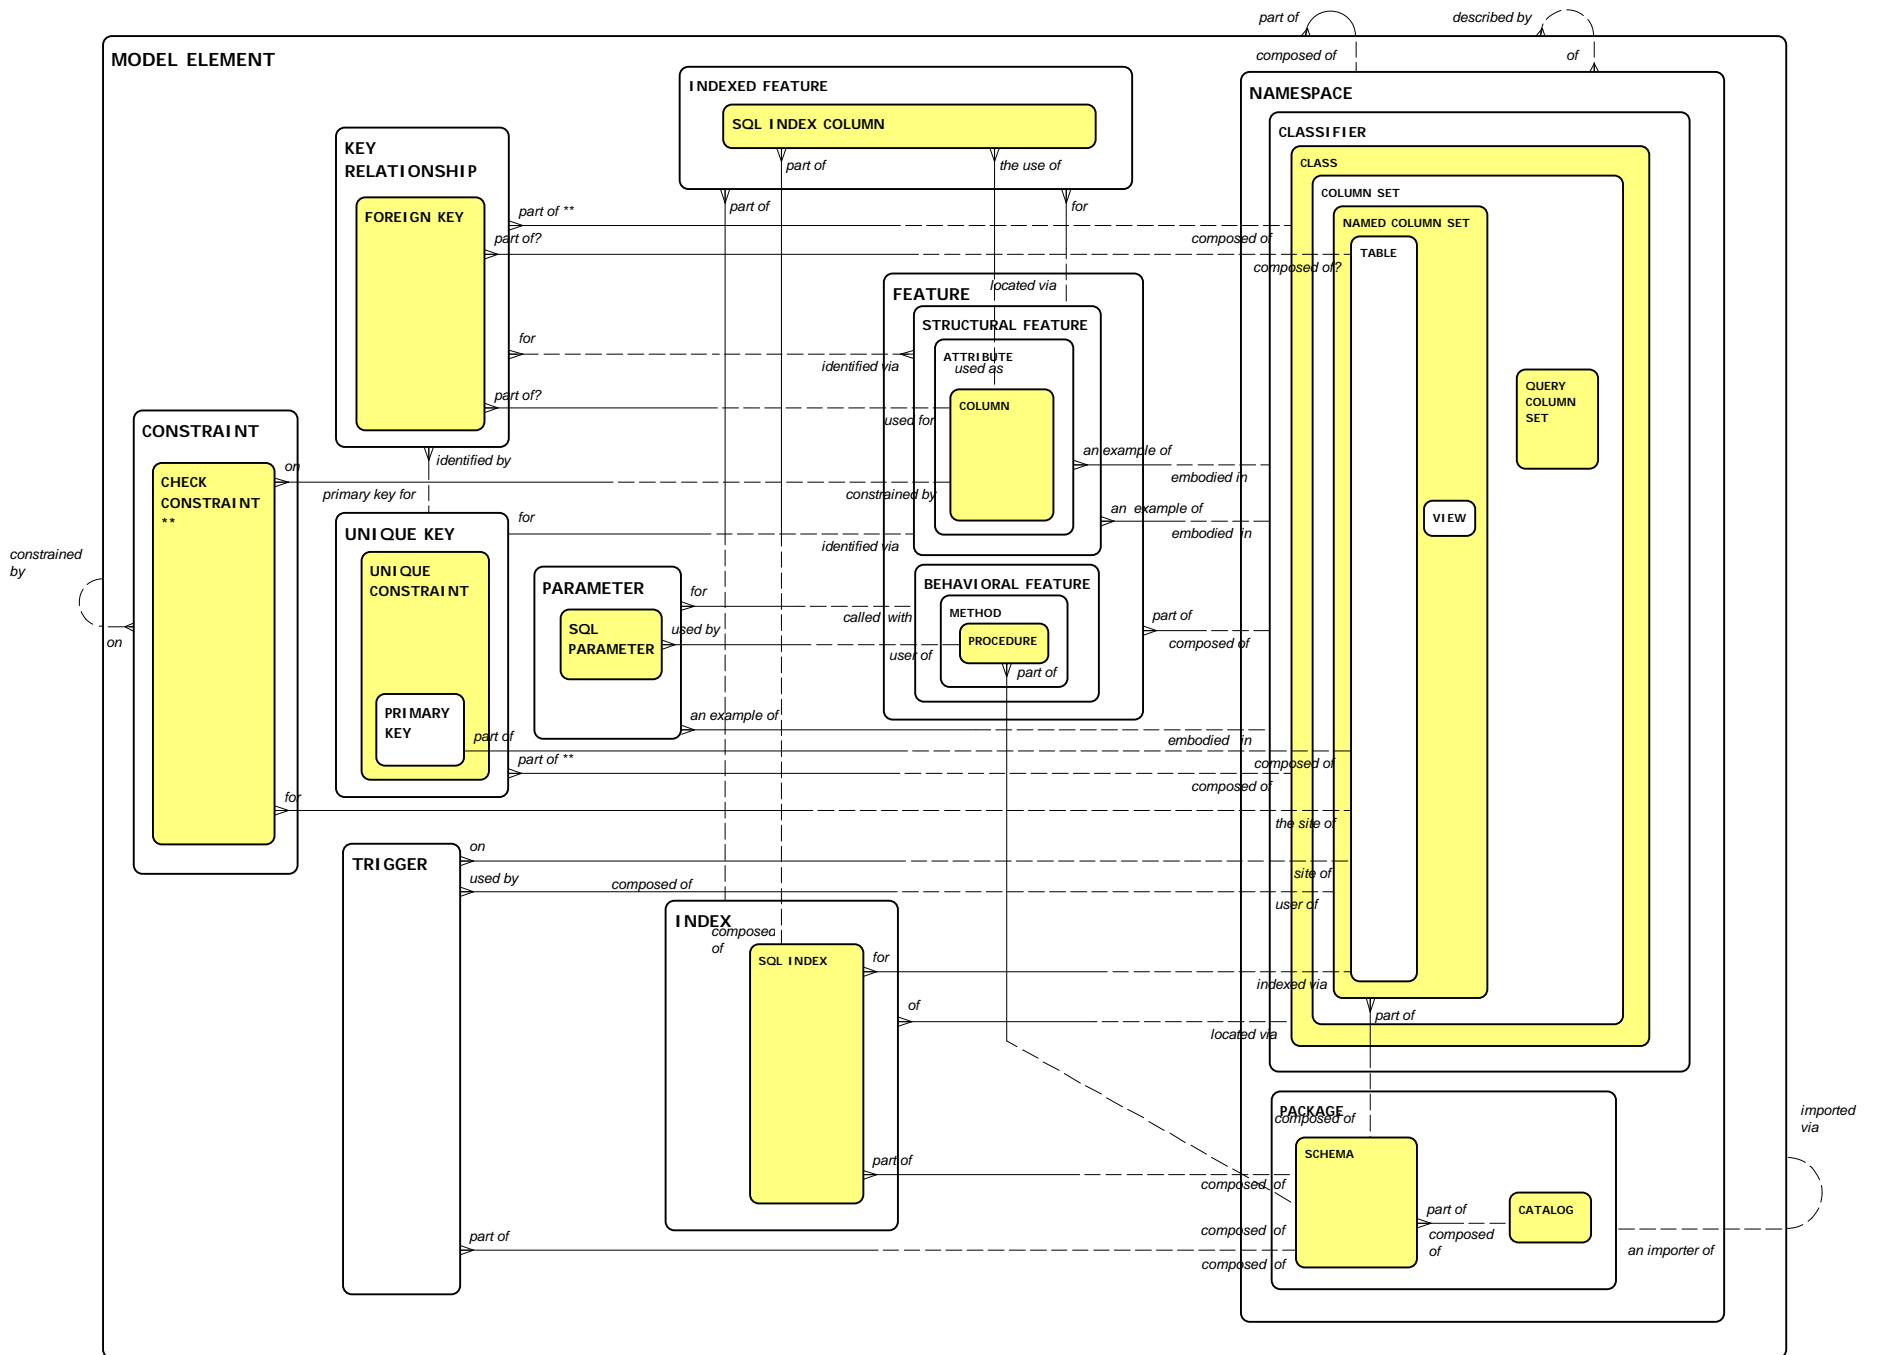 part of
described by
composed of
of
MODEL ELEMENT
INDEXED FEATURE
SQL INDEX COLUMN
part of
the use of
part of
for
NAMESPACE
CLASSIFIER
CLASS
COLUMN SET
NAMED COLUMN SET
TABLE
QUERY
COLUMN
SET
VIEW
KEY
RELATIONSHIP
FOREIGN KEY
part of **
composed of
part of?
composed of?
located via
FEATURE
STRUCTURAL FEATURE
ATTRIBUTE
used as
COLUMN
for
identified via
part of?
used for
CONSTRAINT
CHECK
CONSTRAINT
**
on
constrained by
identified by
primary key for
an example of
embodied in
an example of
embodied in
UNIQUE KEY
for
identified via
UNIQUE
CONSTRAINT
PRIMARY
KEY
constrained
by
on
PARAMETER
SQL
PARAMETER
for
called with
used by
user of
BEHAVIORAL FEATURE
METHOD
PROCEDURE
part of
part of
composed of
an example of
embodied in
part of
composed of
part of **
composed of
for
the site of
TRIGGER
on
site of
used by
composed of
user of
INDEX
composed
of
SQL INDEX
for
indexed via
of
located via
part of
PACKAGE
composed of
SCHEMA
part of
composed of
composed of
part of
composed of
part of
composed
of
CATALOG
imported
via
an importer of